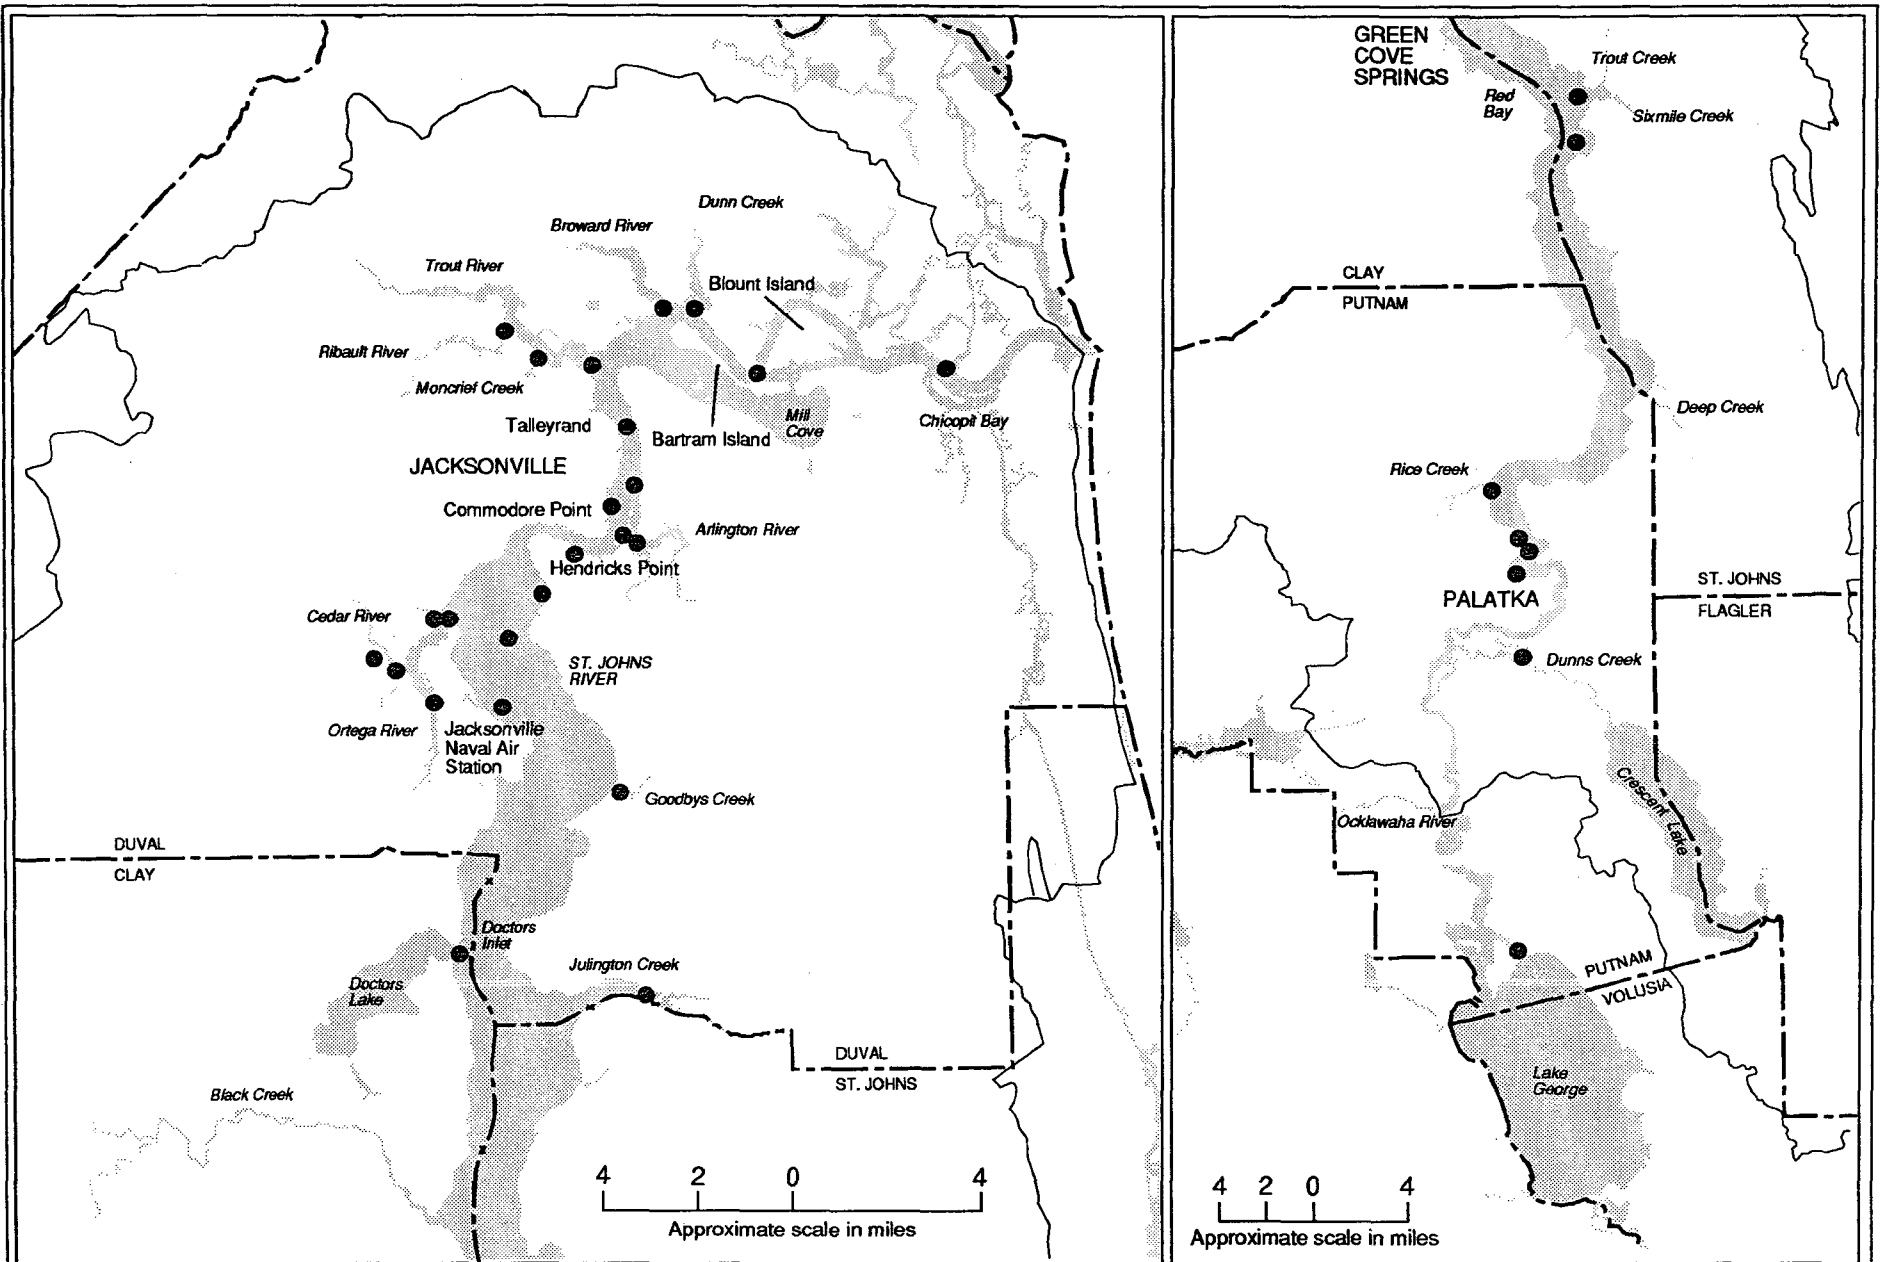 Dunn Creek
Broward River
Trout River
Blount Island
Ribault River
Moncrief Creek
Talleyrand
Bartram Island
Mill
Cove
Chicopit Bay
JACKSONVILLE
Commodore Point
Arlington River
Hendricks Point
Cedar River
ST. JOHNS
RIVER
Ortega River
Jacksonville
Naval Air
Station
Goodbys Creek
DUVAL
CLAY
Doctors
Inlet
Julington Creek
Doctors
Lake
DUVAL
ST. JOHNS
Black Creek
4 2 0 4
Approximate scale in miles
GREEN
COVE
SPRINGS
Trout Creek
Red
Bay
Sixmile Creek
CLAY
PUTNAM
Deep Creek
Rice Creek
ST. JOHNS
FLAGLER
PALATKA
Dunns Creek
Crescent Lake
Ocklawaha River
PUTNAM
VOLUSIA
Lake
George
4 2 0 4
Approximate scale in miles